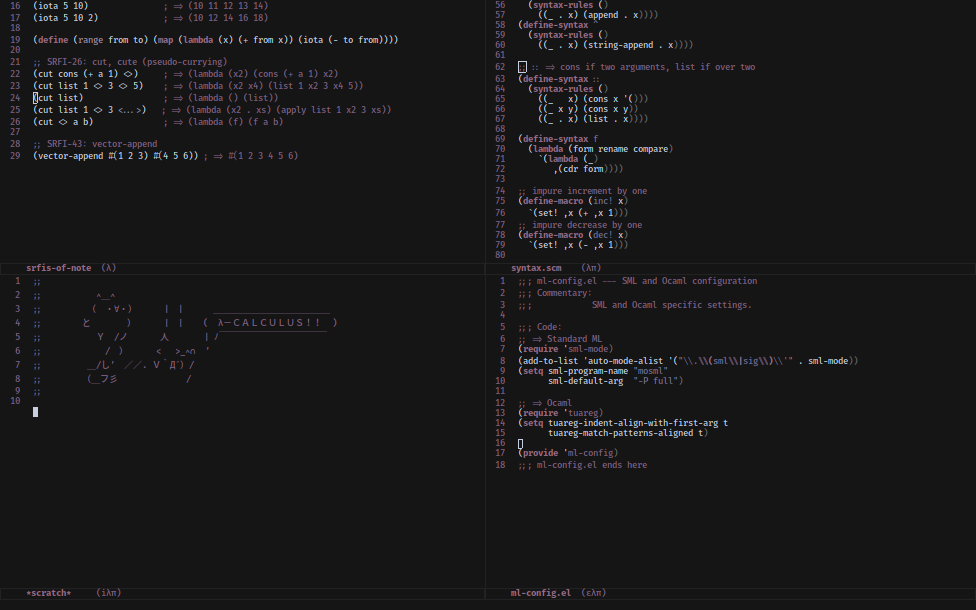 16 (iota 5 10) ; ⇒ (10 11 12 13 14)
17 (iota 5 10 2) ; ⇒ (10 12 14 16 18)
18
19 (define (range from to) (map (lambda (x) (+ from x)) (iota (- to from))))
20
21 ;; SRFI-26: cut, cute (pseudo-currying)
22 (cut cons (+ a 1) <>) ; ⇒ (lambda (x2) (cons (+ a 1) x2)
23 (cut list 1 <> 3 <> 5) ; ⇒ (lambda (x2 x4) (list 1 x2 3 x4 5))
24 (cut list) ; ⇒ (lambda () (list))
25 (cut list 1 <> 3 <...>) ; ⇒ (lambda (x2 . xs) (apply list 1 x2 3 xs))
26 (cut <> a b) ; ⇒ (lambda (f) (f a b)
27
28 ;; SRFI-43: vector-append
29 (vector-append #(1 2 3) #(4 5 6)) ; ⇒ #(1 2 3 4 5 6)
srfis-of-note (λ)
56 (syntax-rules ()
57 ((_ . x) (append . x))))
58 (define-syntax ^
59 (syntax-rules ()
60 ((_ . x) (string-append . x))))
61
62 ;; :: ⇒ cons if two arguments, list if over two
63 (define-syntax ::
64 (syntax-rules ()
65 ((_ x) (cons x '()))
66 ((_ x y) (cons x y))
67 ((_ . x) (list . x))))
68
69 (define-syntax f
70 (lambda (form rename compare)
71 `(lambda (_)
72 ,(cdr form))))
73
74 ;; impure increment by one
75 (define-macro (inc! x)
76 `(set! ,x (+ ,x 1)))
77 ;; impure decrease by one
78 (define-macro (dec! x)
79 `(set! ,x (- ,x 1)))
80
syntax.scm (λπ)
1 ;;
2 ;; ∧__∧
3 ;; ( ・∀・) | |
4 ;; と ) | | ( λ－ＣＡＬＣＵＬＵＳ！！ )
5 ;; Ｙ /ノ 人 | /
6 ;; / ) < >_∧∩ ’
7 ;; __/し' ／／. Ｖ｀Д´)/
8 ;; (__フ彡 /
9 ;;
10
*scratch* (iλπ)
1 ;;; ml-config.el --- SML and Ocaml configuration
2 ;;; Commentary:
3 ;;; SML and Ocaml specific settings.
4
5 ;;; Code:
6 ;; ⇒ Standard ML
7 (require 'sml-mode)
8 (add-to-list 'auto-mode-alist '("\\.\\(sml\\|sig\\)\\'" . sml-mode))
9 (setq sml-program-name "mosml"
10 sml-default-arg "-P full")
11
12 ;; ⇒ Ocaml
13 (require 'tuareg)
14 (setq tuareg-indent-align-with-first-arg t
15 tuareg-match-patterns-aligned t)
16
17 (provide 'ml-config)
18 ;;; ml-config.el ends here
ml-config.el (ελπ)